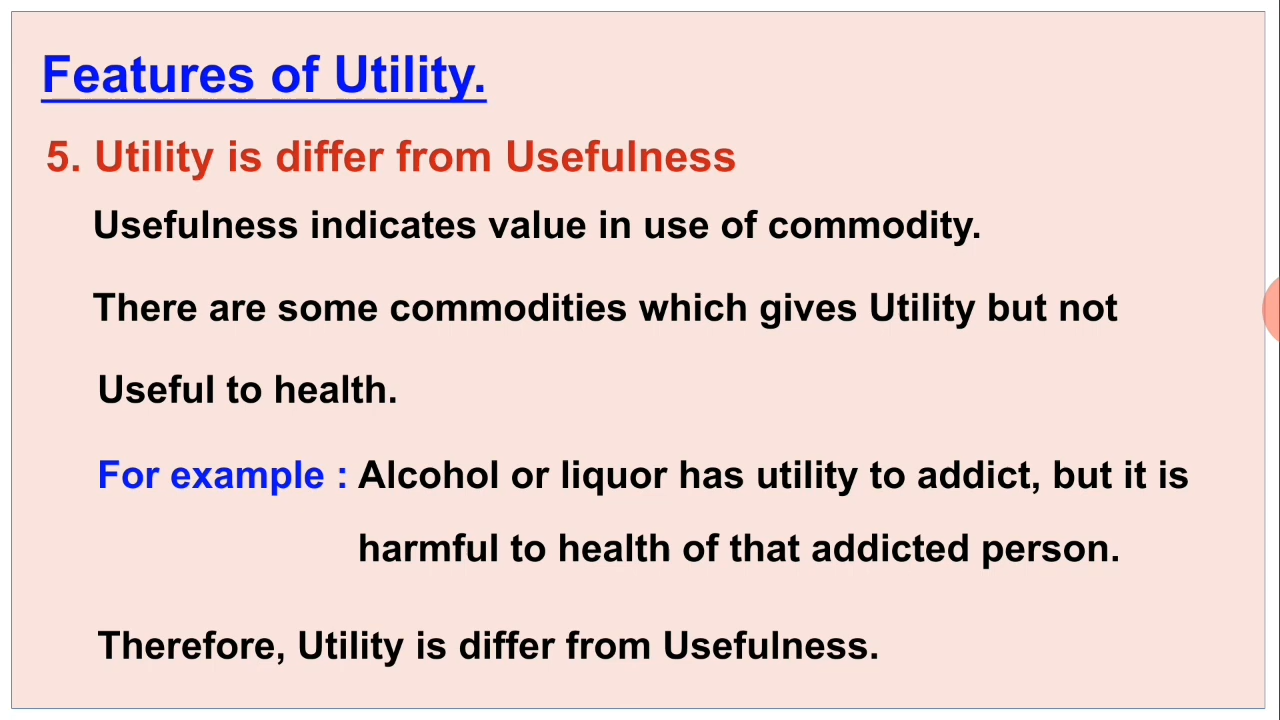 Features of Utility.
5. Utility is differ from Usefulness
Usefulness indicates value in use of commodity.
There are some commodities which gives Utility but not
Useful to health.
For example : Alcohol or liquor has utility to addict, but it is
harmful to health of that addicted person.
Therefore, Utility is differ from Usefulness.